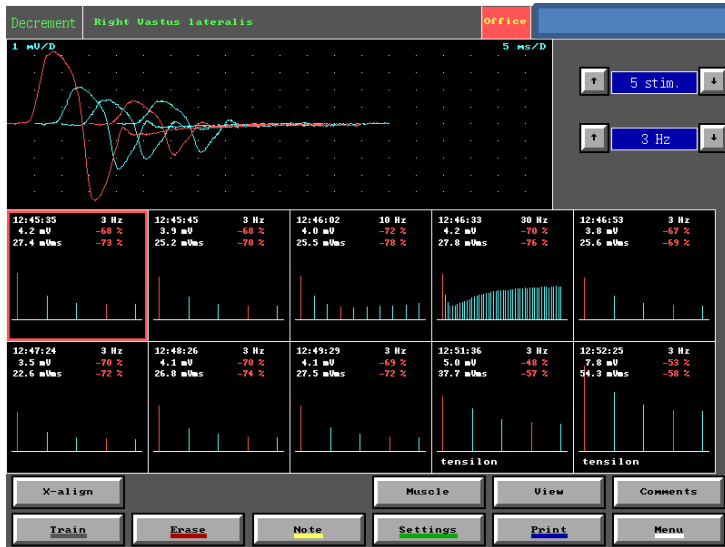 Decrement Right Vastus lateralis Office
1 mV/D 5 ms/D
↑ 5 stim. ↓
↑ 3 Hz ↓
12:45:35 3 Hz
4.2 mV -68 %
27.4 mVms -73 %
12:45:45 3 Hz
3.9 mV -68 %
25.2 mVms -70 %
12:46:02 10 Hz
4.0 mV -72 %
25.5 mVms -78 %
12:46:33 30 Hz
4.2 mV -70 %
27.8 mVms -76 %
12:46:53 3 Hz
3.8 mV -67 %
25.6 mVms -69 %
12:47:24 3 Hz
3.5 mV -70 %
22.6 mVms -72 %
12:48:26 3 Hz
4.1 mV -70 %
26.8 mVms -74 %
12:49:29 3 Hz
4.1 mV -69 %
27.5 mVms -72 %
12:51:36 3 Hz
5.0 mV -48 %
37.7 mVms -57 %
tensilon
12:52:25 3 Hz
7.8 mV -53 %
54.3 mVms -58 %
tensilon
X-align Muscle View Comments
Train Erase Note Settings Print Menu